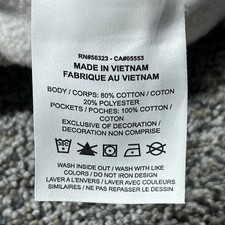 RN#56323 - CA#05553
MADE IN VIETNAM
FABRIQUE AU VIETNAM
BODY / CORPS: 80% COTTON / COTON
20% POLYESTER
POCKETS / POCHES: 100% COTTON /
COTON
EXCLUSIVE OF DECORATION /
DECORATION NON COMPRISE
WASH INSIDE OUT / WASH WITH LIKE
COLORS / DO NOT IRON DESIGN
LAVER A L'ENVERS / LAVER AVEC COULEURS
SIMILAIRES / NE PAS REPASSER LE DESSEN